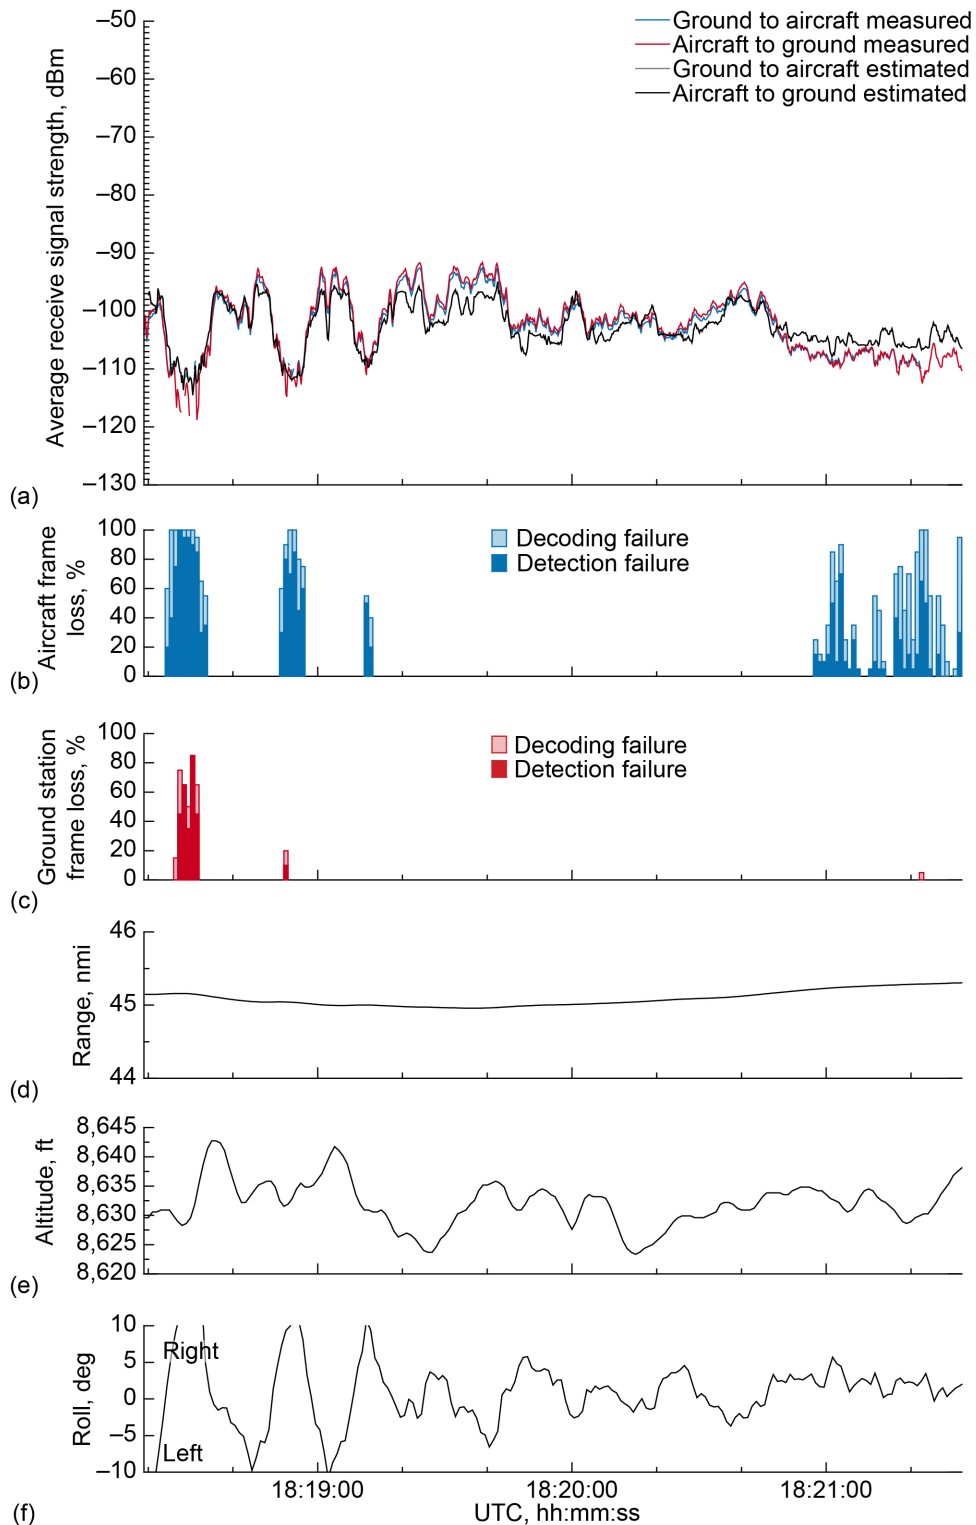 –50
–60
–70
–80
–90
–100
–110
–120
–130
Average receive signal strength, dBm
Ground to aircraft measured
Aircraft to ground measured
Ground to aircraft estimated
Aircraft to ground estimated
(a)
100
80
60
40
20
0
Aircraft frame
loss, %
Decoding failure
Detection failure
(b)
100
80
60
40
20
0
Ground station
frame loss, %
Decoding failure
Detection failure
(c)
46
45
44
Range, nmi
(d)
8,645
8,640
8,635
8,630
8,625
8,620
Altitude, ft
(e)
10
5
0
–5
–10
Roll, deg
Right
Left
18:19:00
18:20:00
18:21:00
UTC, hh:mm:ss
(f)